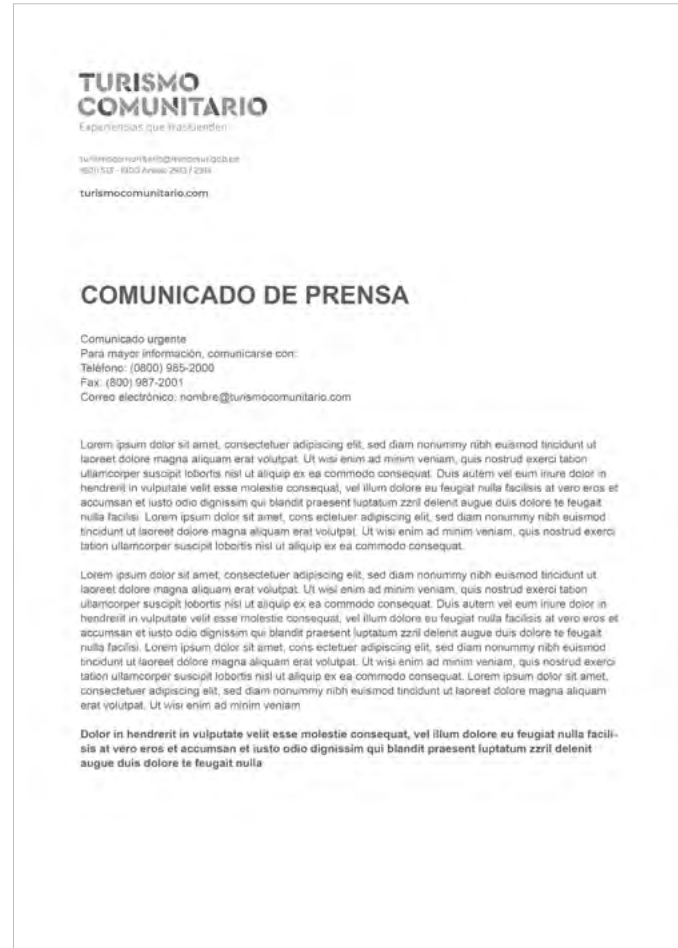 TURISMO
COMUNITARIO
Experiencias que trascienden
turismocomunitario@mincetur.gob.pe
turismocomunitario.com
COMUNICADO DE PRENSA
Comunicado urgente
Para mayor información, comunicarse con:
Teléfono: (0800) 985-2000
Fax: (800) 987-2001
Correo electrónico: nombre@turismocomunitario.com
Lorem ipsum dolor sit amet, consectetuer adipiscing elit, sed diam nonummy nibh euismod tincidunt ut
laoreet dolore magna aliquam erat volutpat. Ut wisi enim ad minim veniam, quis nostrud exerci tation
ullamcorper suscipit lobortis nisl ut aliquip ex ea commodo consequat. Duis autem vel eum iriure dolor in
hendrerit in vulputate velit esse molestie consequat, vel illum dolore eu feugiat nulla facilisis at vero eros et
accumsan et iusto odio dignissim qui blandit praesent luptatum zzril delenit augue duis dolore te feugait
nulla facilisi. Lorem ipsum dolor sit amet, cons ectetuer adipiscing elit, sed diam nonummy nibh euismod
tincidunt ut laoreet dolore magna aliquam erat volutpat. Ut wisi enim ad minim veniam, quis nostrud exerci
tation ullamcorper suscipit lobortis nisl ut aliquip ex ea commodo consequat.
Lorem ipsum dolor sit amet, consectetuer adipiscing elit, sed diam nonummy nibh euismod tincidunt ut
laoreet dolore magna aliquam erat volutpat. Ut wisi enim ad minim veniam, quis nostrud exerci tation
ullamcorper suscipit lobortis nisl ut aliquip ex ea commodo consequat. Duis autem vel eum iriure dolor in
hendrerit in vulputate velit esse molestie consequat, vel illum dolore eu feugiat nulla facilisis at vero eros et
accumsan et iusto odio dignissim qui blandit praesent luptatum zzril delenit augue duis dolore te feugait
nulla facilisi. Lorem ipsum dolor sit amet, cons ectetuer adipiscing elit, sed diam nonummy nibh euismod
tincidunt ut laoreet dolore magna aliquam erat volutpat. Ut wisi enim ad minim veniam, quis nostrud exerci
tation ullamcorper suscipit lobortis nisl ut aliquip ex ea commodo consequat. Lorem ipsum dolor sit amet,
consectetuer adipiscing elit, sed diam nonummy nibh euismod tincidunt ut laoreet dolore magna aliquam
erat volutpat. Ut wisi enim ad minim veniam
Dolor in hendrerit in vulputate velit esse molestie consequat, vel illum dolore eu feugiat nulla facili-
sis at vero eros et accumsan et iusto odio dignissim qui blandit praesent luptatum zzril delenit
augue duis dolore te feugait nulla